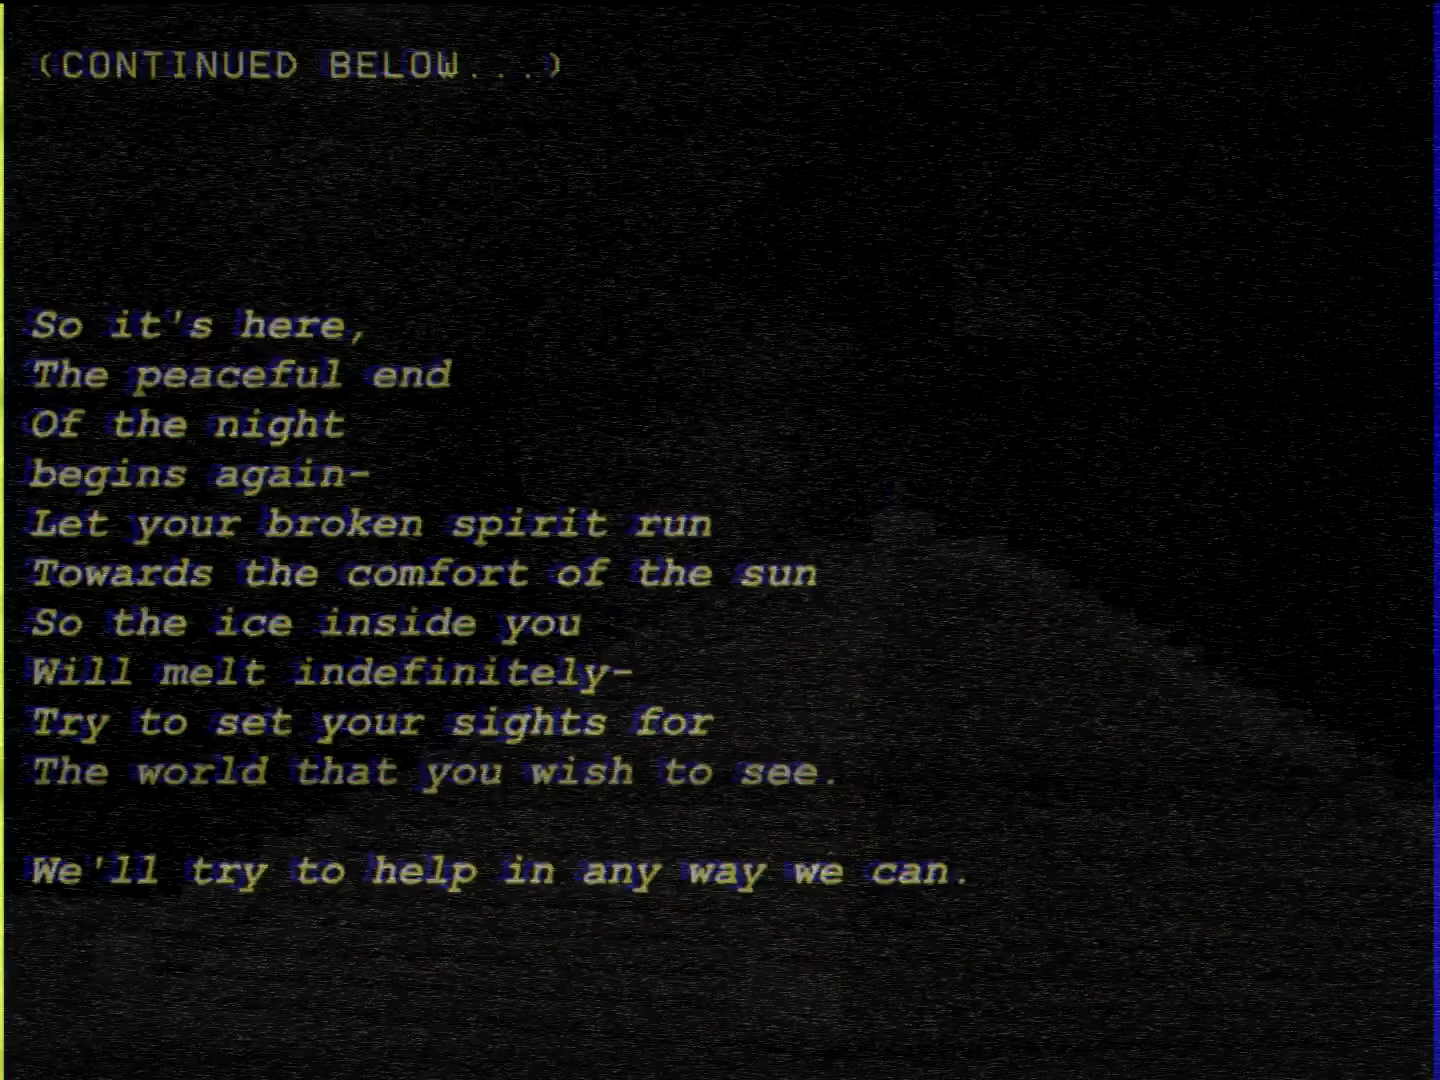 (CONTINUED BELOW...)
So it's here,
The peaceful end
Of the night
begins again-
Let your broken spirit run
Towards the comfort of the sun
So the ice inside you
Will melt indefinitely-
Try to set your sights for
The world that you wish to see.
We'll try to help in any way we can.